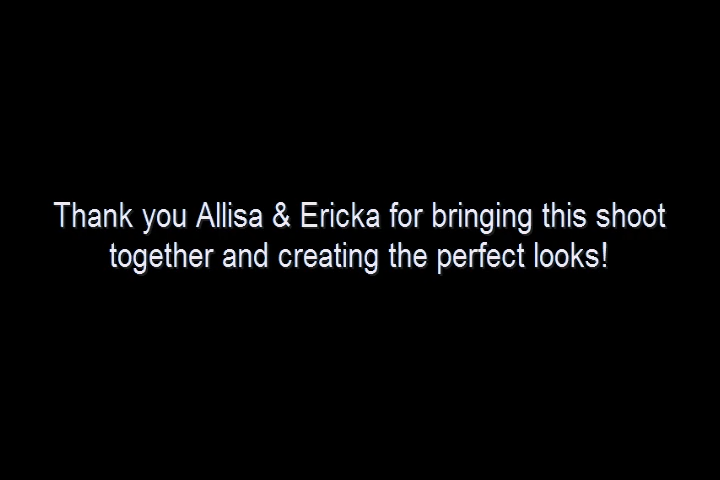 Thank you Allisa & Ericka for bringing this shoot
together and creating the perfect looks!